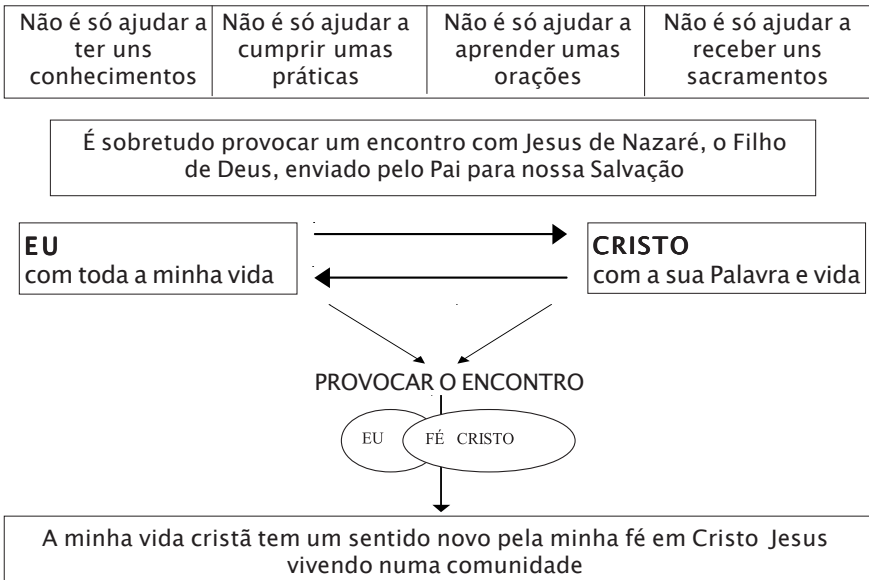 Não é só ajudar a
ter uns
conhecimentos
Não é só ajudar a
cumprir umas
práticas
Não é só ajudar a
aprender umas
orações
Não é só ajudar a
receber uns
sacramentos
É sobretudo provocar um encontro com Jesus de Nazaré, o Filho
de Deus, enviado pelo Pai para nossa Salvação
EU
com toda a minha vida
CRISTO
com a sua Palavra e vida
PROVOCAR O ENCONTRO
EU
FÉ CRISTO
A minha vida cristã tem um sentido novo pela minha fé em Cristo Jesus
vivendo numa comunidade